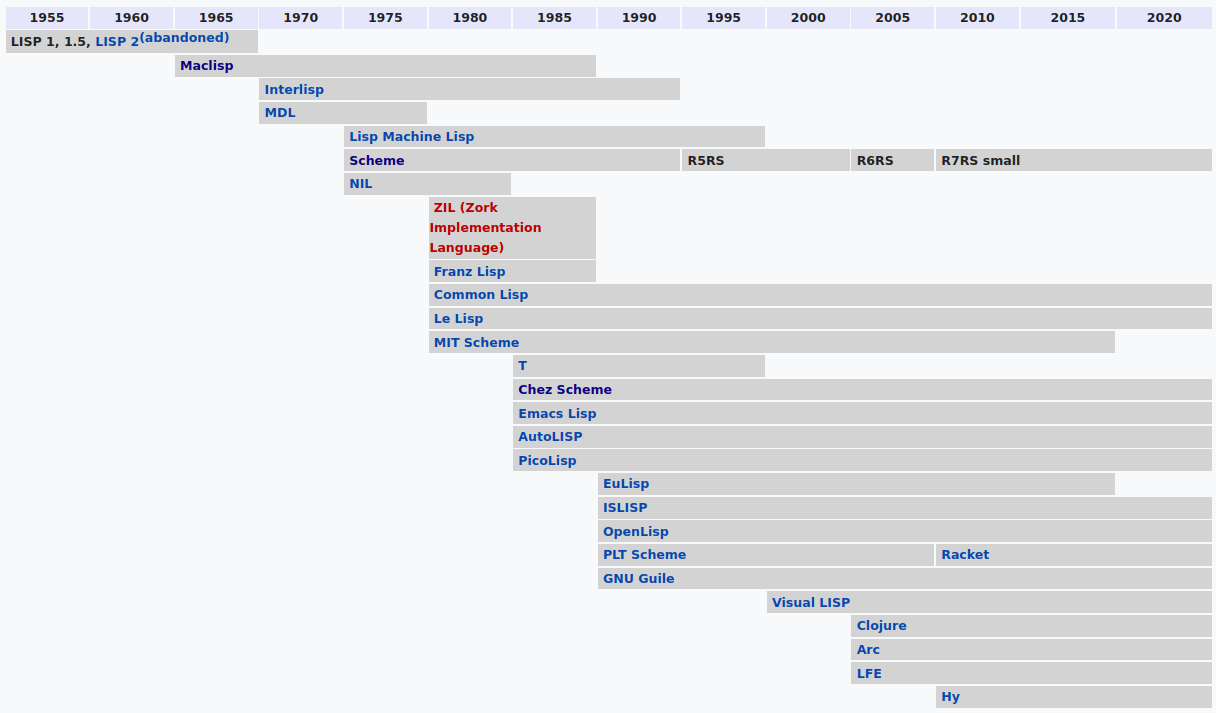 1955 1960 1965 1970 1975 1980 1985 1990 1995 2000 2005 2010 2015 2020
LISP 1, 1.5, LISP 2(abandoned)
Maclisp
Interlisp
MDL
Lisp Machine Lisp
Scheme R5RS R6RS R7RS small
NIL
ZIL (Zork
Implementation
Language)
Franz Lisp
Common Lisp
Le Lisp
MIT Scheme
T
Chez Scheme
Emacs Lisp
AutoLISP
PicoLisp
EuLisp
ISLISP
OpenLisp
PLT Scheme Racket
GNU Guile
Visual LISP
Clojure
Arc
LFE
Hy